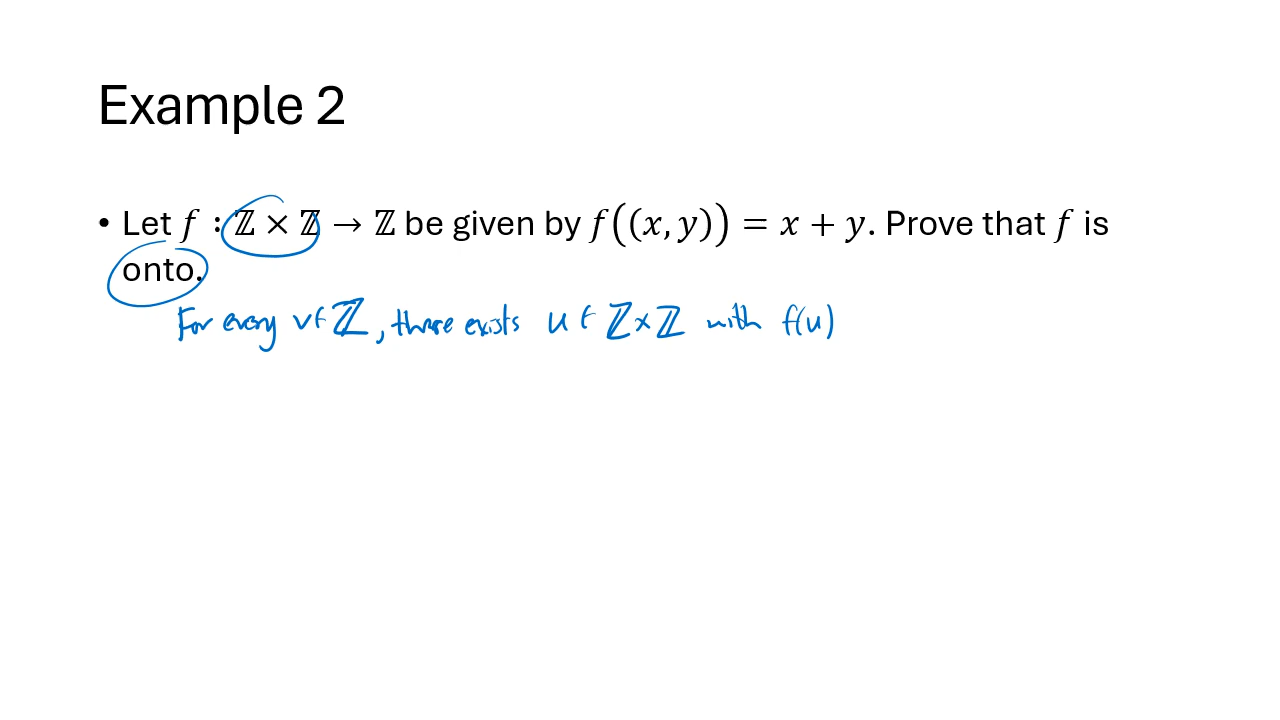 Example 2
• Let 𝑓 : ℤ × ℤ → ℤ be given by 𝑓((𝑥, 𝑦)) = 𝑥 + 𝑦. Prove that 𝑓 is
onto.
For every v∈ℤ, there exists u ∈ ℤ×ℤ with f(u)